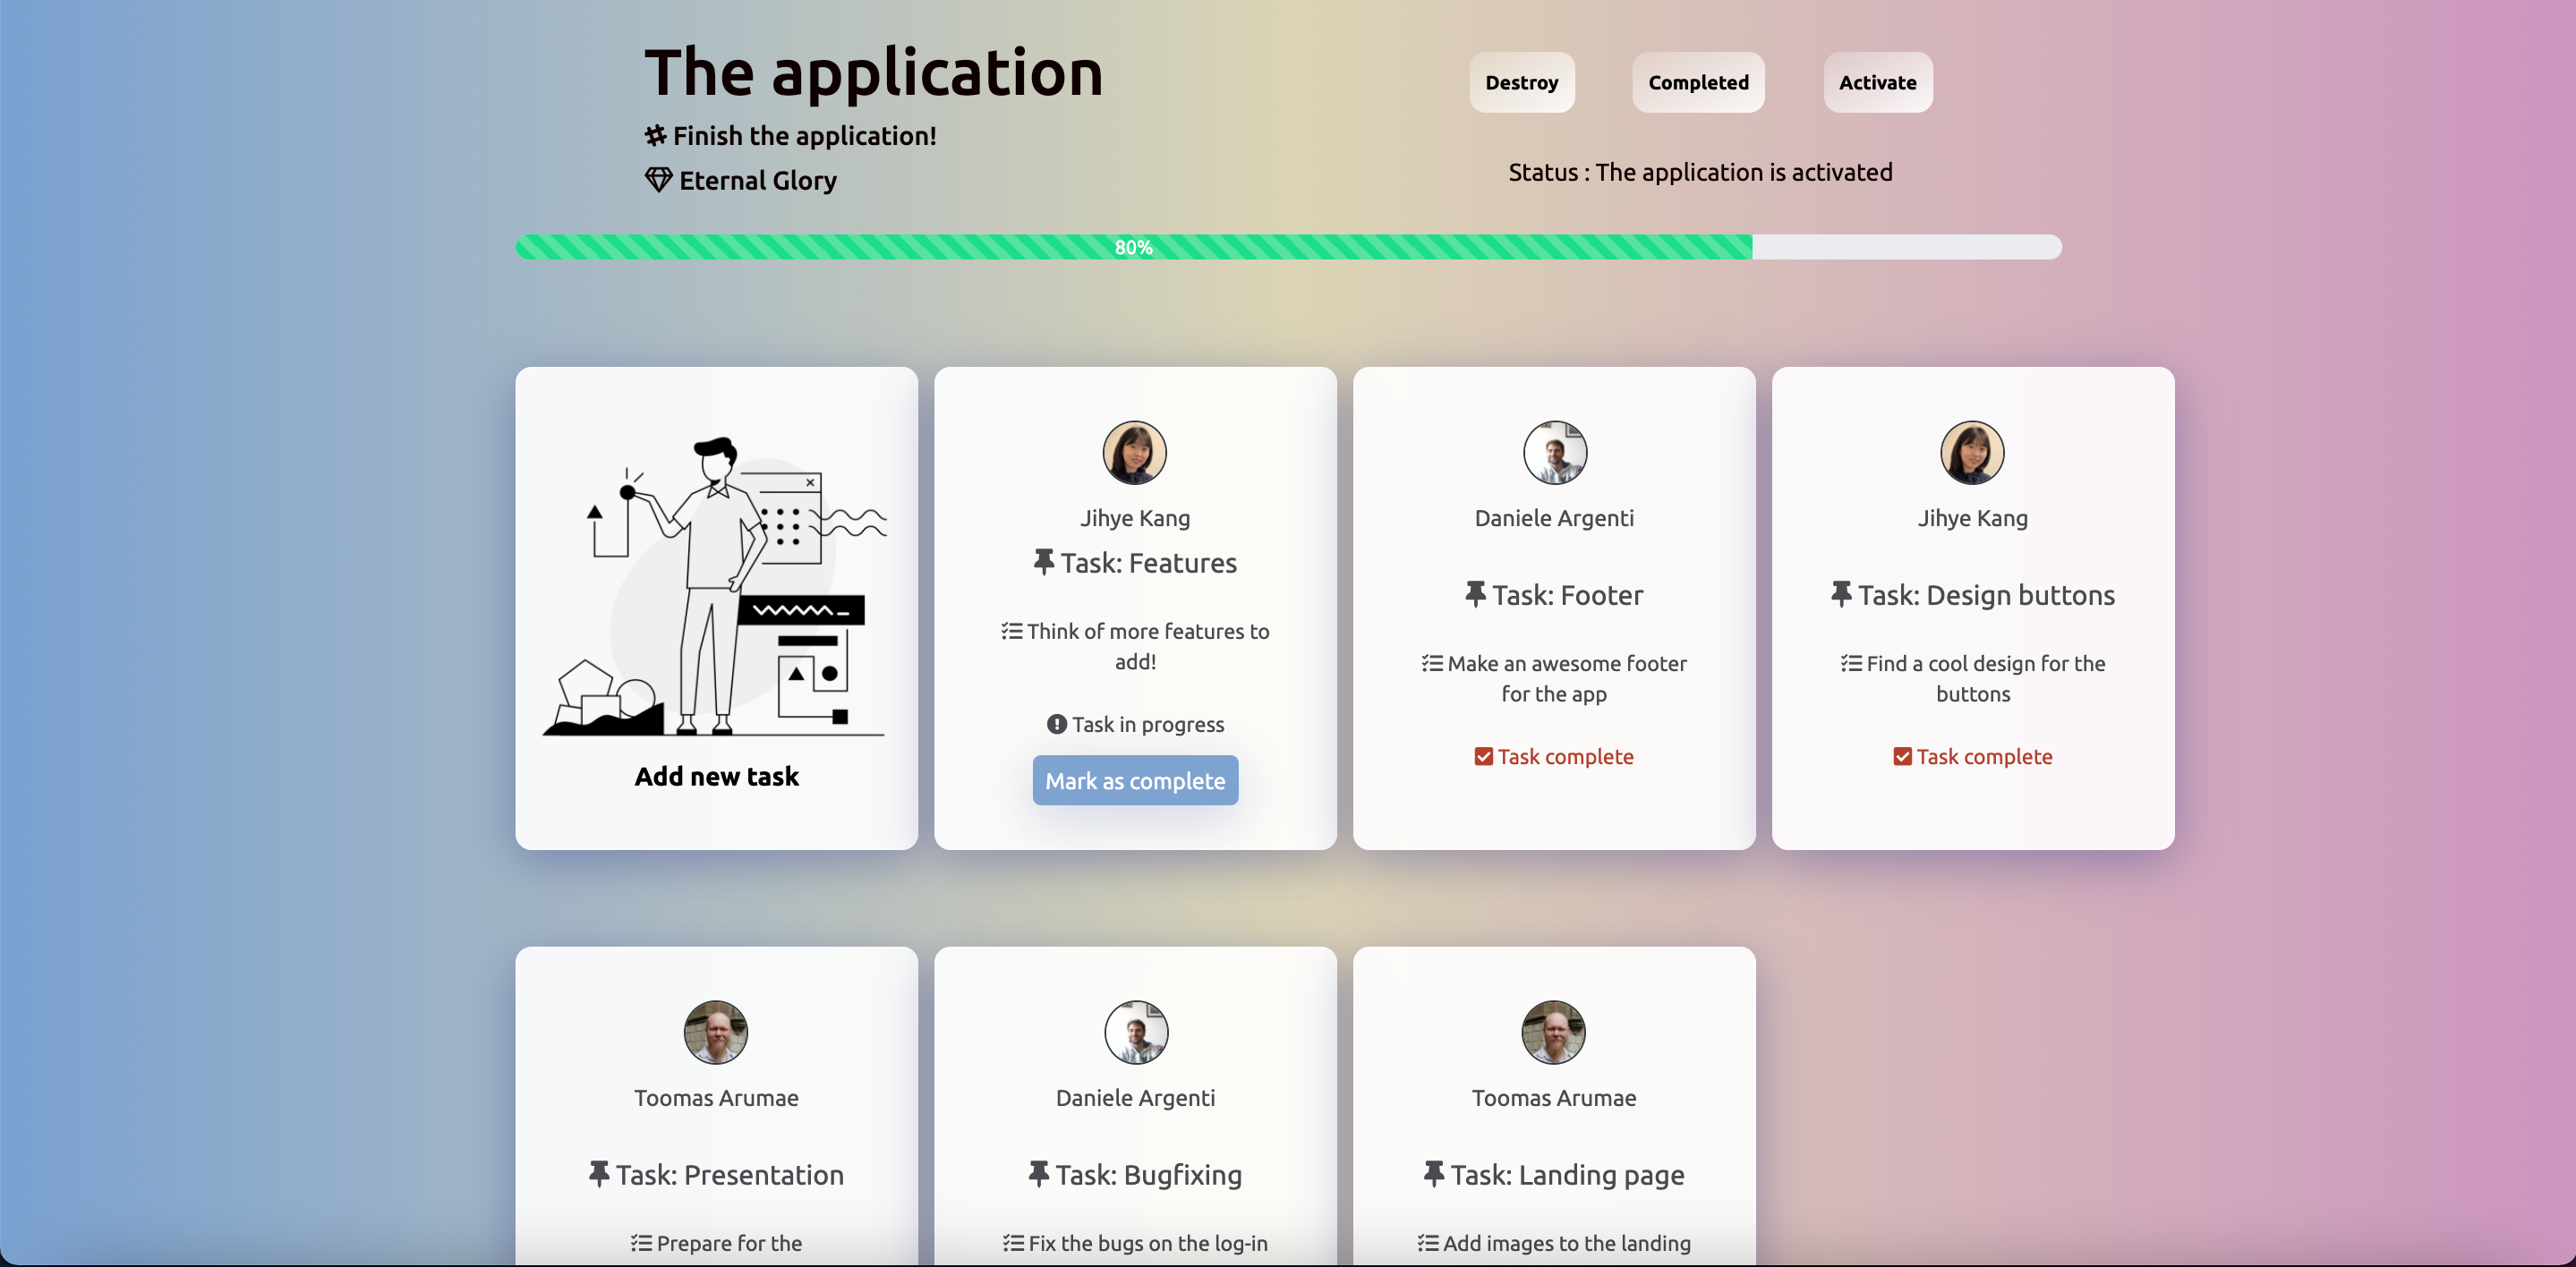 The application
Finish the application!
Eternal Glory
Destroy
Completed
Activate
Status : The application is activated
80%
Add new task
Jihye Kang
Task: Features
Think of more features to
add!
Task in progress
Mark as complete
Daniele Argenti
Task: Footer
Make an awesome footer
for the app
Task complete
Jihye Kang
Task: Design buttons
Find a cool design for the
buttons
Task complete
Toomas Arumae
Task: Presentation
Prepare for the
Daniele Argenti
Task: Bugfixing
Fix the bugs on the log-in
Toomas Arumae
Task: Landing page
Add images to the landing